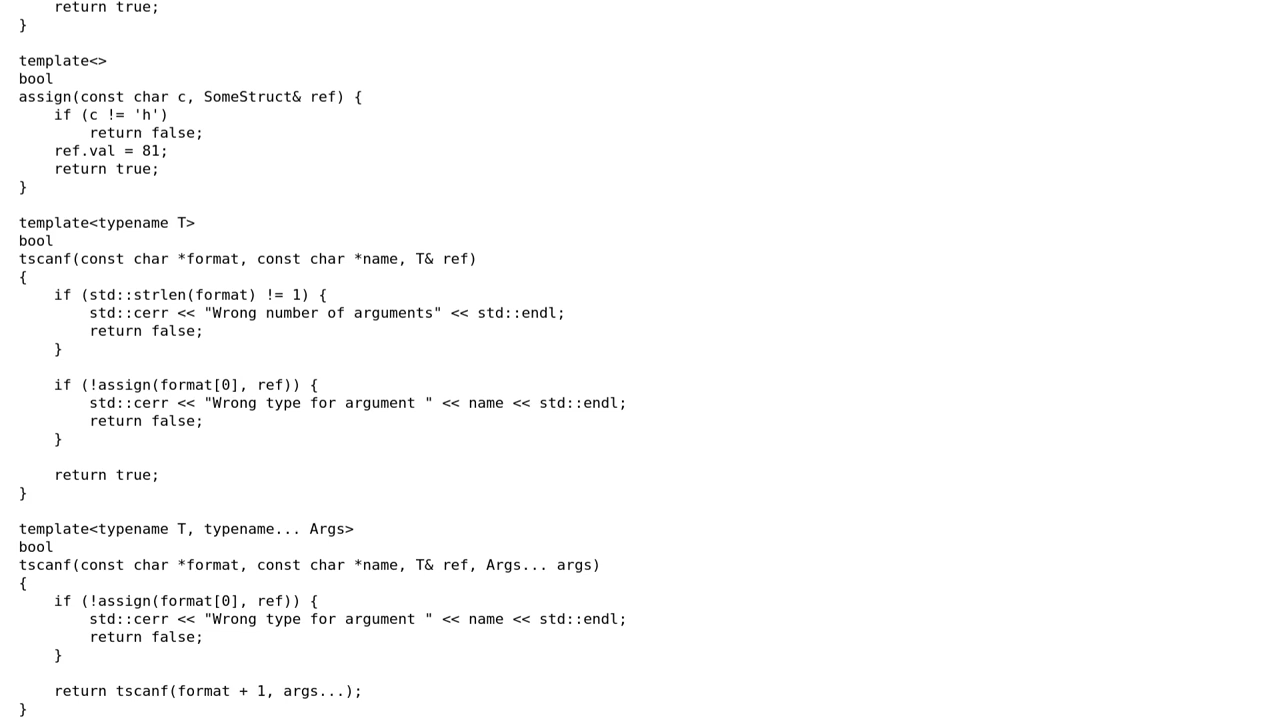 return true;
}

template<>
bool
assign(const char c, SomeStruct& ref) {
    if (c != 'h')
        return false;
    ref.val = 81;
    return true;
}

template<typename T>
bool
tscanf(const char *format, const char *name, T& ref)
{
    if (std::strlen(format) != 1) {
        std::cerr << "Wrong number of arguments" << std::endl;
        return false;
    }

    if (!assign(format[0], ref)) {
        std::cerr << "Wrong type for argument " << name << std::endl;
        return false;
    }

    return true;
}

template<typename T, typename... Args>
bool
tscanf(const char *format, const char *name, T& ref, Args... args)
{
    if (!assign(format[0], ref)) {
        std::cerr << "Wrong type for argument " << name << std::endl;
        return false;
    }

    return tscanf(format + 1, args...);
}